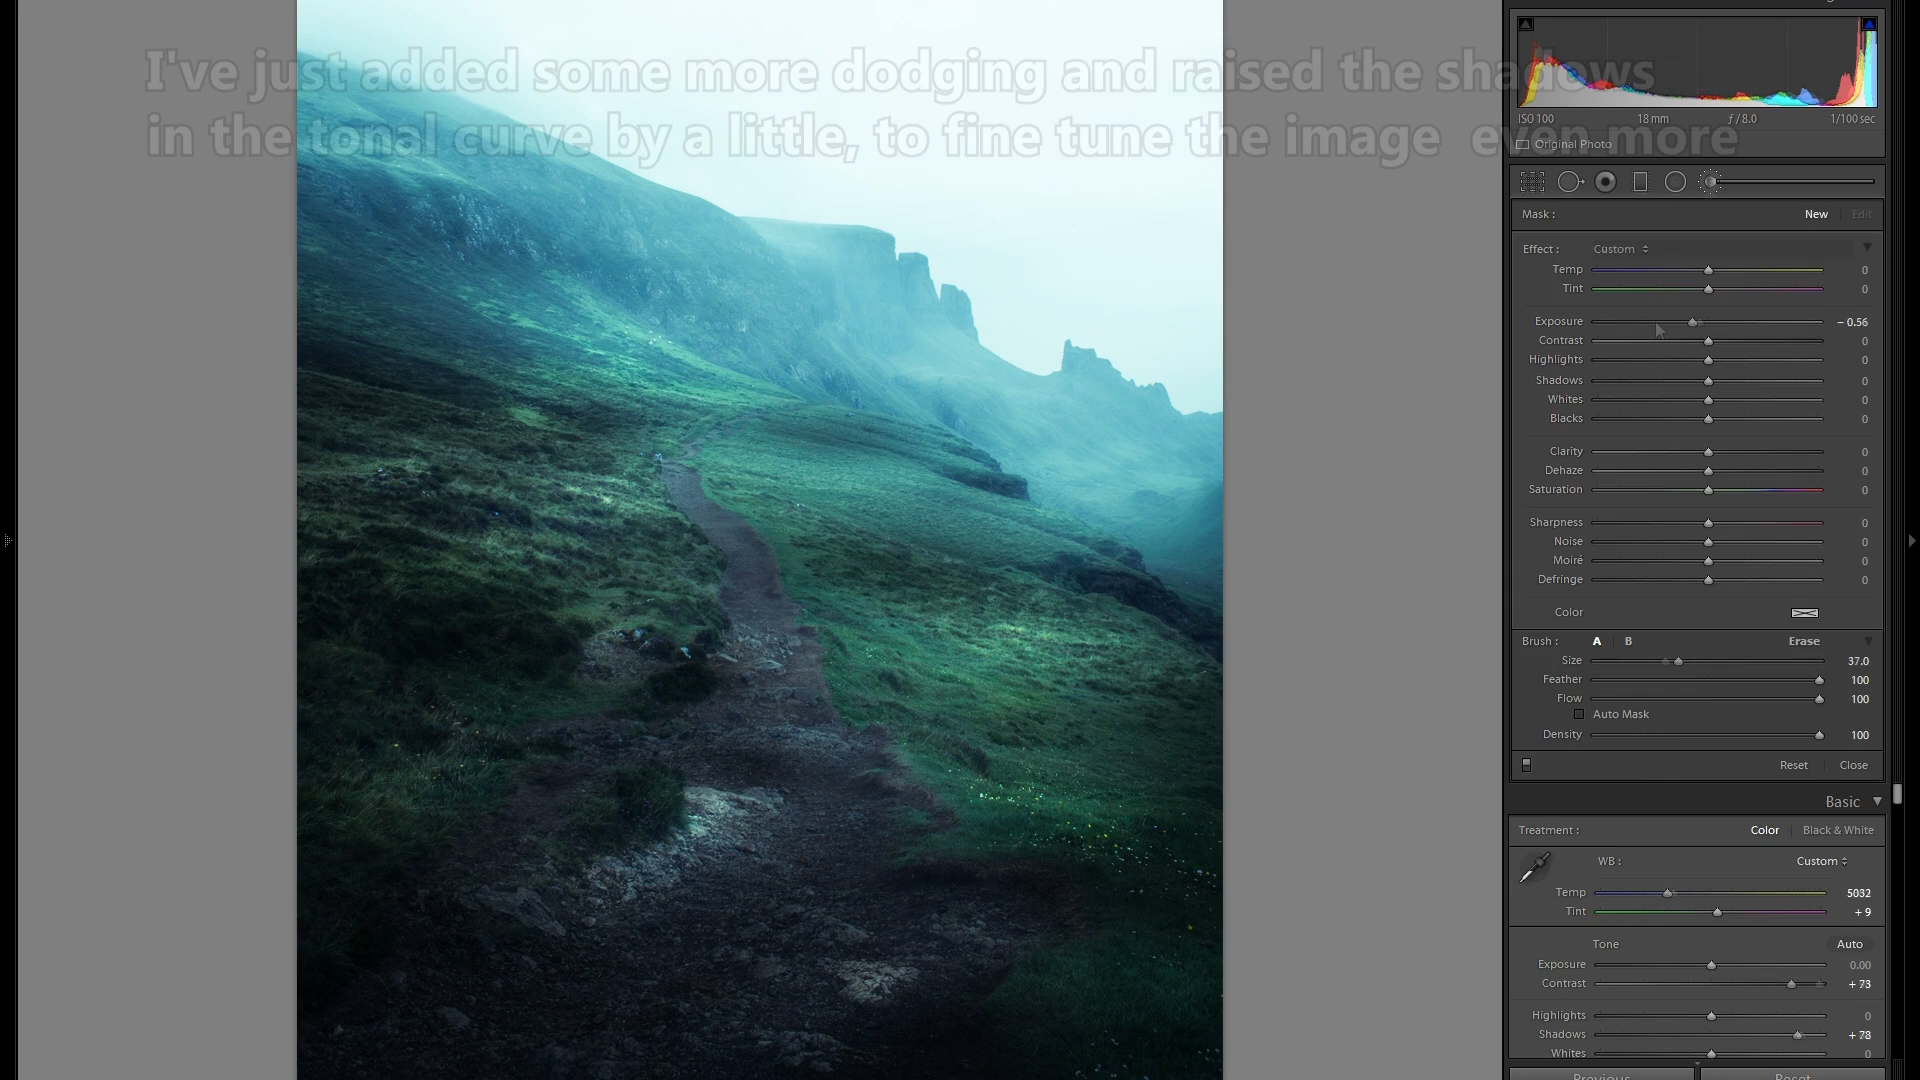 I've just added some more dodging and raised the shadows
in the tonal curve by a little, to fine tune the image even more
ISO 100 18 mm ƒ / 8.0 1/100 sec
Original Photo
Mask : New Edit
Effect : Custom
Temp 0
Tint 0
Exposure – 0.56
Contrast 0
Highlights 0
Shadows 0
Whites 0
Blacks 0
Clarity 0
Dehaze 0
Saturation 0
Sharpness 0
Noise 0
Moiré 0
Defringe 0
Color
Brush : A B Erase
Size 37.0
Feather 100
Flow 100
Auto Mask
Density 100
Reset Close
Basic
Treatment : Color Black & White
WB : Custom
Temp 5032
Tint + 9
Tone Auto
Exposure 0.00
Contrast + 73
Highlights 0
Shadows + 78
Whites 0
Previous Reset